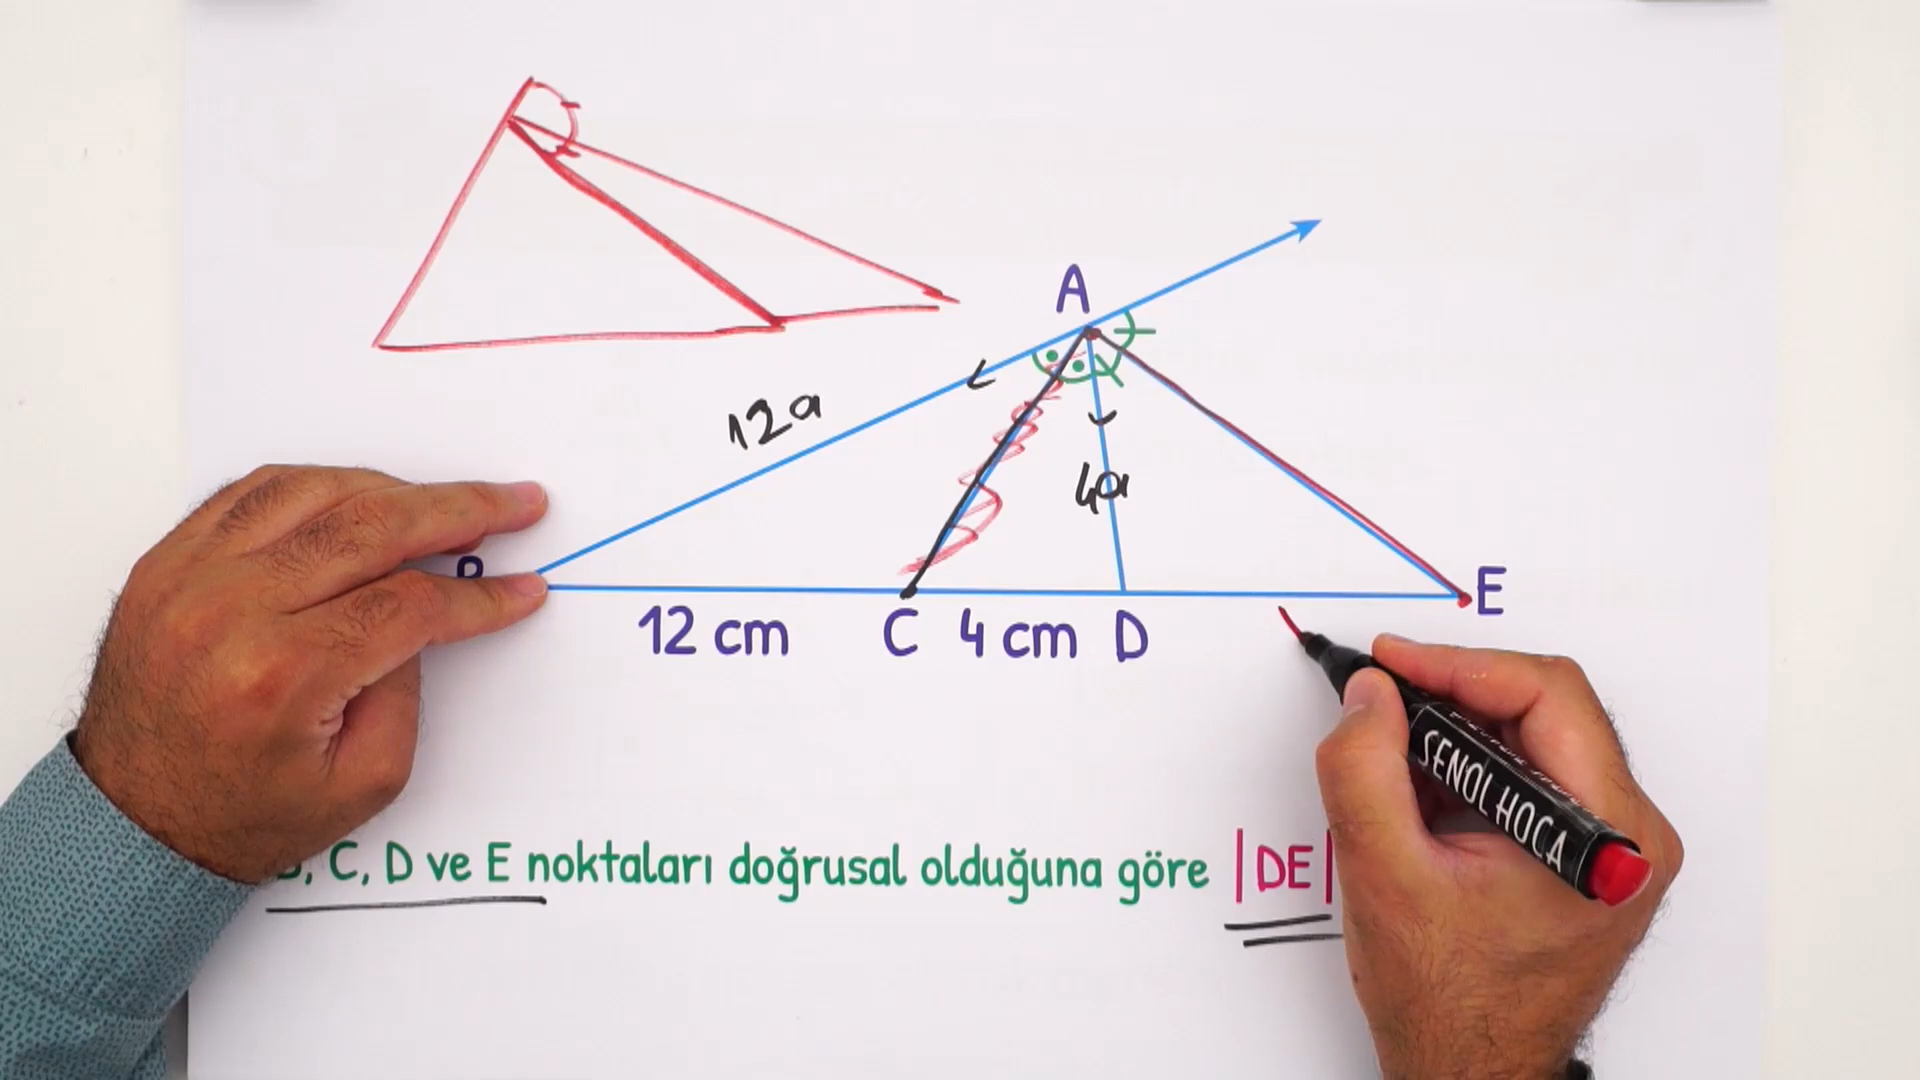 A
12a
4a
E
12 cm C 4 cm D
SENOL HOCA
, C, D ve E noktaları doğrusal olduğuna göre |DE|